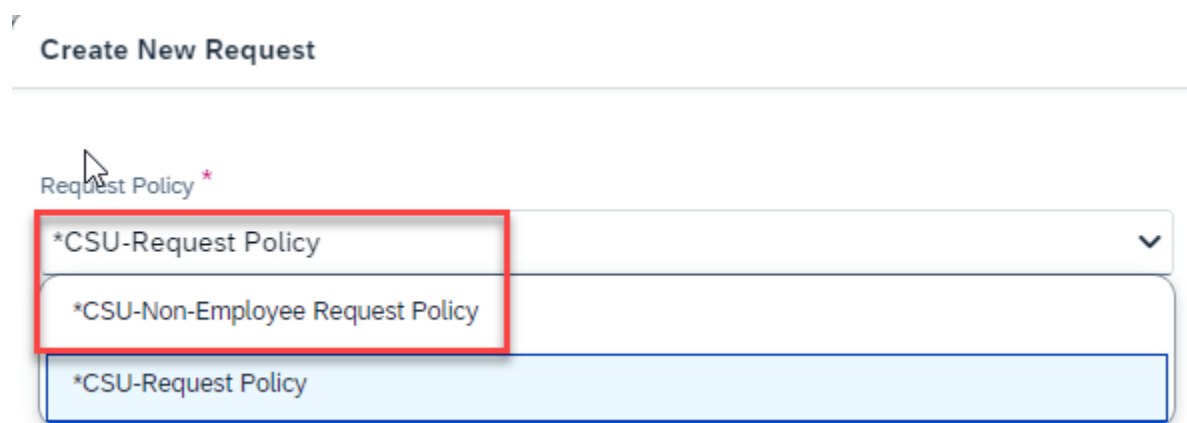 Create New Request
Request Policy *
*CSU-Request Policy
*CSU-Non-Employee Request Policy
*CSU-Request Policy